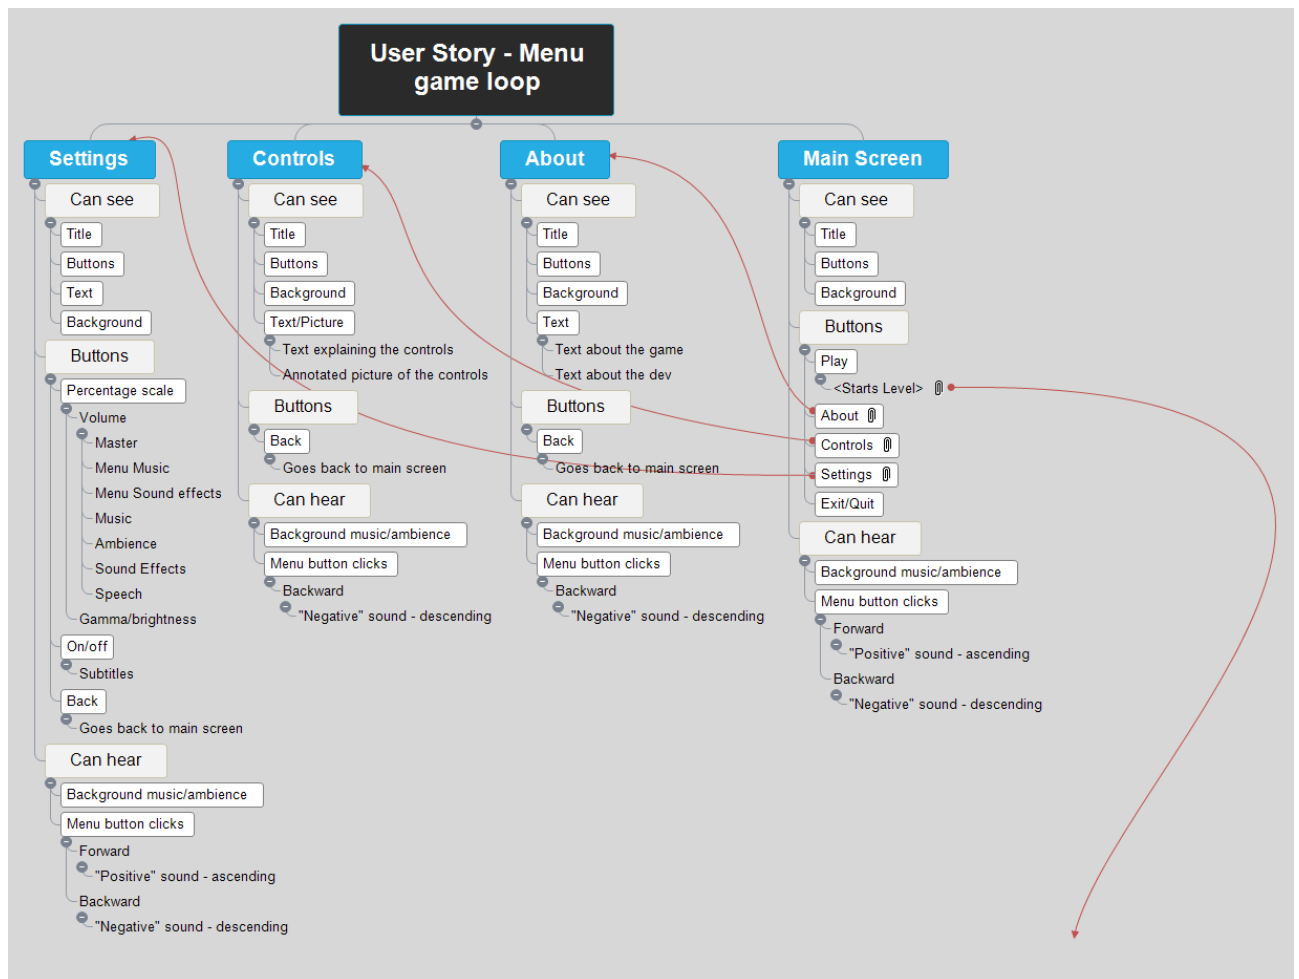 User Story - Menu
game loop
Settings
Can see
Title
Buttons
Text
Background
Buttons
Percentage scale
Volume
Master
Menu Music
Menu Sound effects
Music
Ambience
Sound Effects
Speech
Gamma/brightness
On/off
Subtitles
Back
Goes back to main screen
Can hear
Background music/ambience
Menu button clicks
Forward
"Positive" sound - ascending
Backward
"Negative" sound - descending
Controls
Can see
Title
Buttons
Background
Text/Picture
Text explaining the controls
Annotated picture of the controls
Buttons
Back
Goes back to main screen
Can hear
Background music/ambience
Menu button clicks
Backward
"Negative" sound - descending
About
Can see
Title
Buttons
Background
Text
Text about the game
Text about the dev
Buttons
Back
Goes back to main screen
Can hear
Background music/ambience
Menu button clicks
Backward
"Negative" sound - descending
Main Screen
Can see
Title
Buttons
Background
Buttons
Play
<Starts Level>
About
Controls
Settings
Exit/Quit
Can hear
Background music/ambience
Menu button clicks
Forward
"Positive" sound - ascending
Backward
"Negative" sound - descending